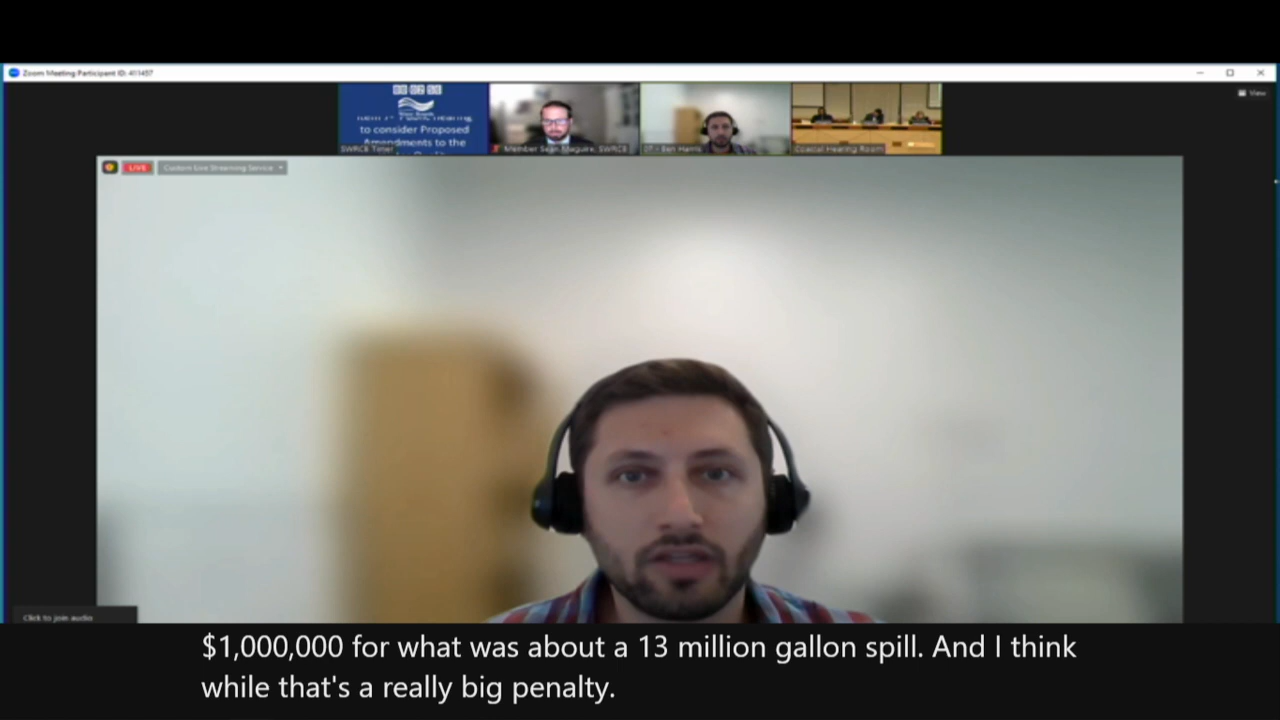 Zoom Meeting Participant ID: 411457
View
to consider Proposed
Amendments to the
SWRCB Timer
Member Sean Maguire, SWRCB
07 - Ben Harris
Coastal Hearing Room
LIVE
Custom Live Streaming Service
Click to join audio
$1,000,000 for what was about a 13 million gallon spill. And I think
while that's a really big penalty.